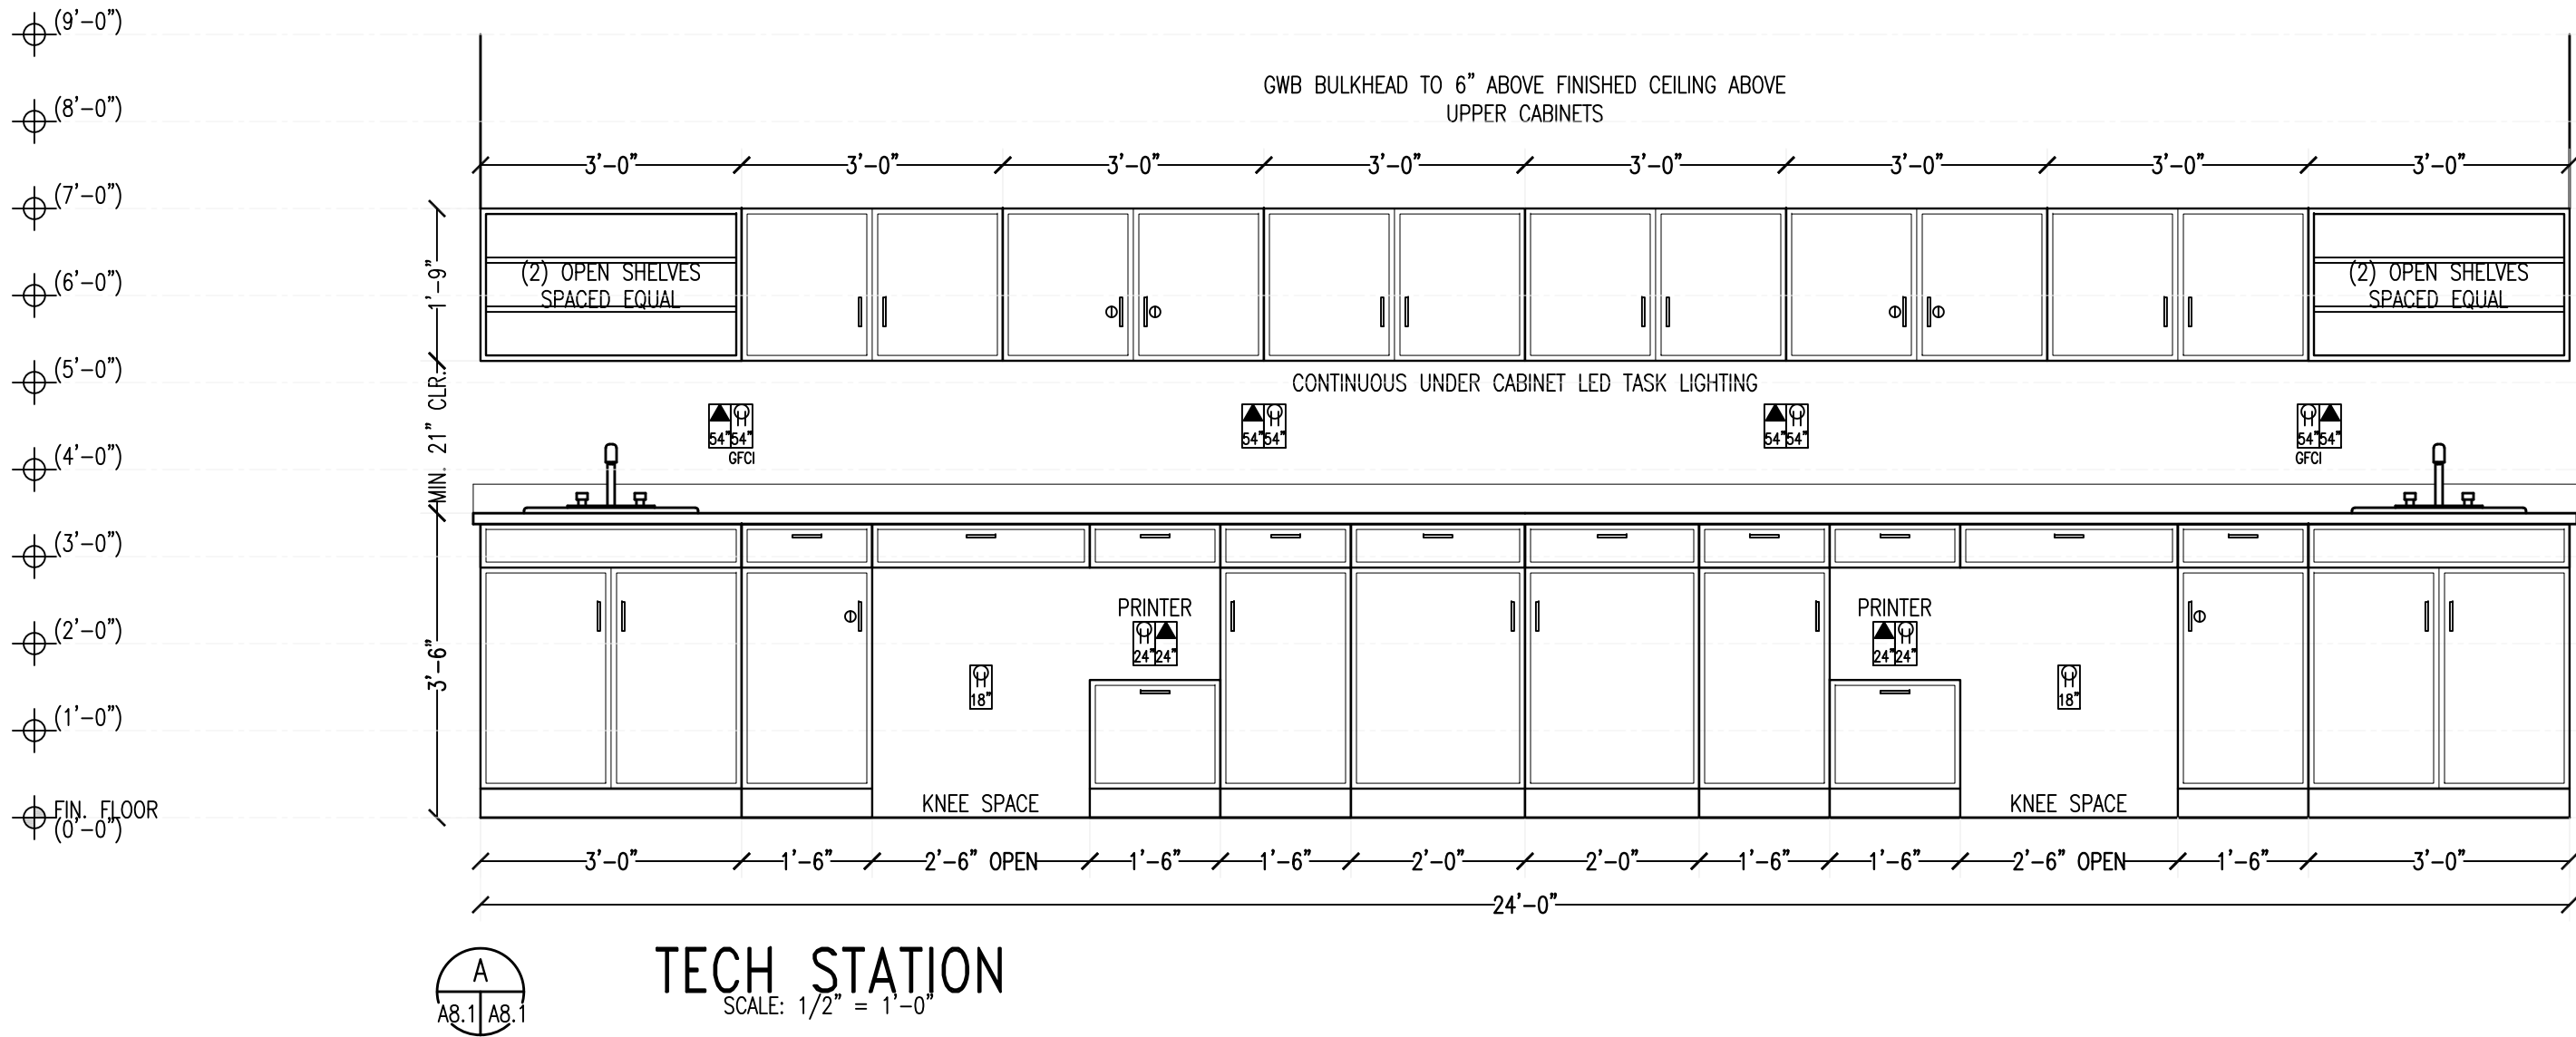 (9'-0")
(8'-0")
GWB BULKHEAD TO 6" ABOVE FINISHED CEILING ABOVE
UPPER CABINETS
3'-0" 3'-0" 3'-0" 3'-0" 3'-0" 3'-0" 3'-0" 3'-0"
(7'-0")
1'-9"
(2) OPEN SHELVES
SPACED EQUAL
(2) OPEN SHELVES
SPACED EQUAL
(6'-0")
(5'-0")
MIN. 21" CLR.
CONTINUOUS UNDER CABINET LED TASK LIGHTING
54" 54"
GFCI
54" 54"
54" 54"
54" 54"
GFCI
(4'-0")
(3'-0")
3'-6"
PRINTER
24" 24"
PRINTER
24" 24"
(2'-0")
18"
18"
(1'-0")
KNEE SPACE
KNEE SPACE
FIN. FLOOR
(0'-0")
3'-0" 1'-6" 2'-6" OPEN 1'-6" 1'-6" 2'-0" 2'-0" 1'-6" 1'-6" 2'-6" OPEN 1'-6" 3'-0"
24'-0"
A
A8.1 A8.1
TECH STATION
SCALE: 1/2" = 1'-0"